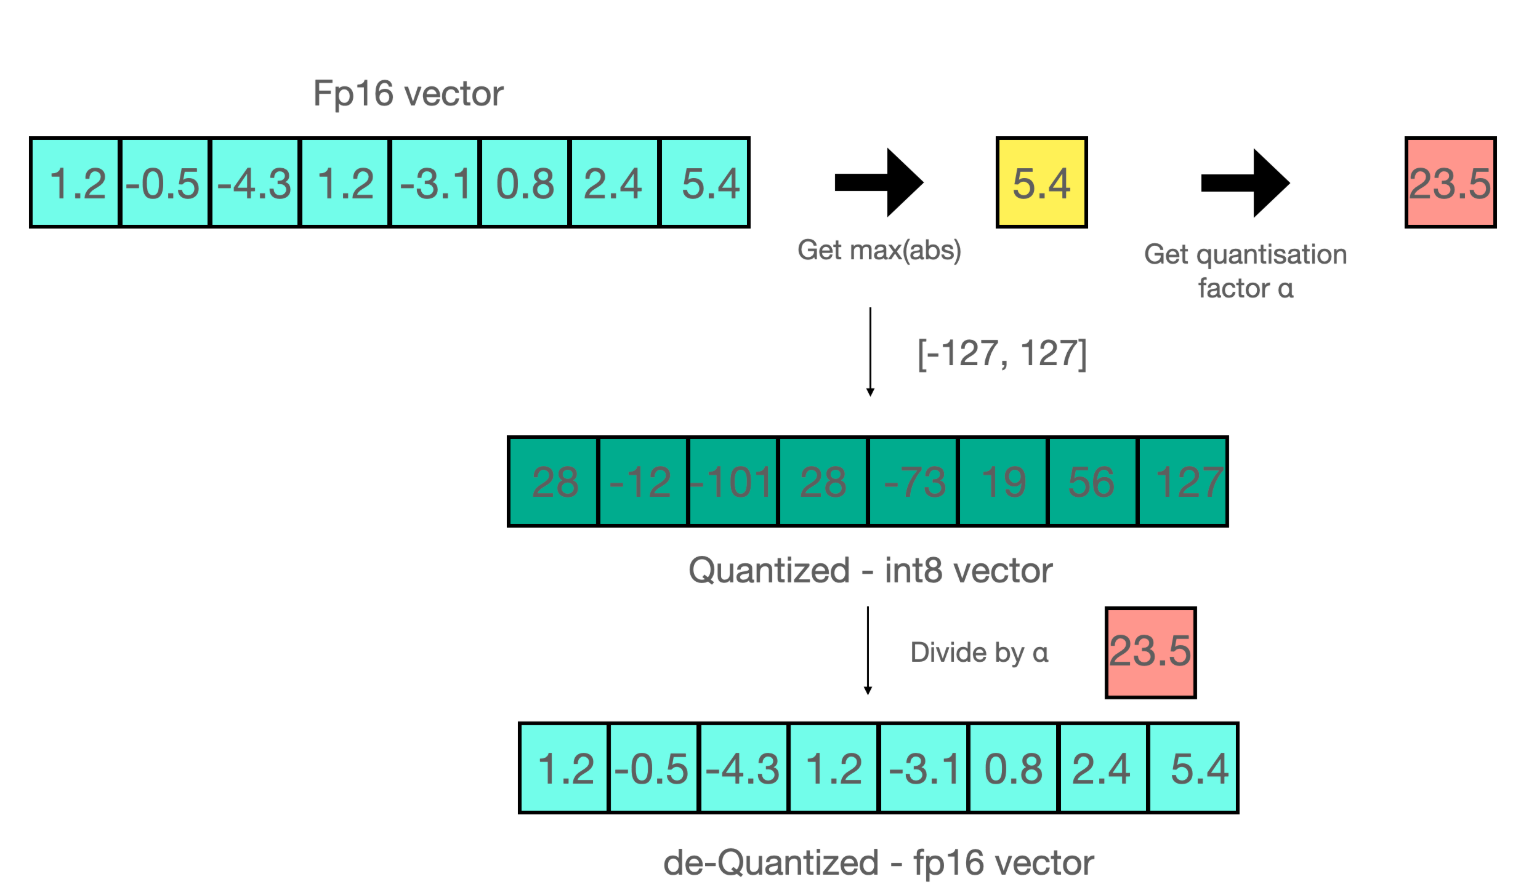 Fp16 vector
1.2 -0.5 -4.3 1.2 -3.1 0.8 2.4 5.4
5.4
23.5
Get max(abs)
Get quantisation
factor α
[-127, 127]
28 -12 -101 28 -73 19 56 127
Quantized - int8 vector
Divide by α
23.5
1.2 -0.5 -4.3 1.2 -3.1 0.8 2.4 5.4
de-Quantized - fp16 vector